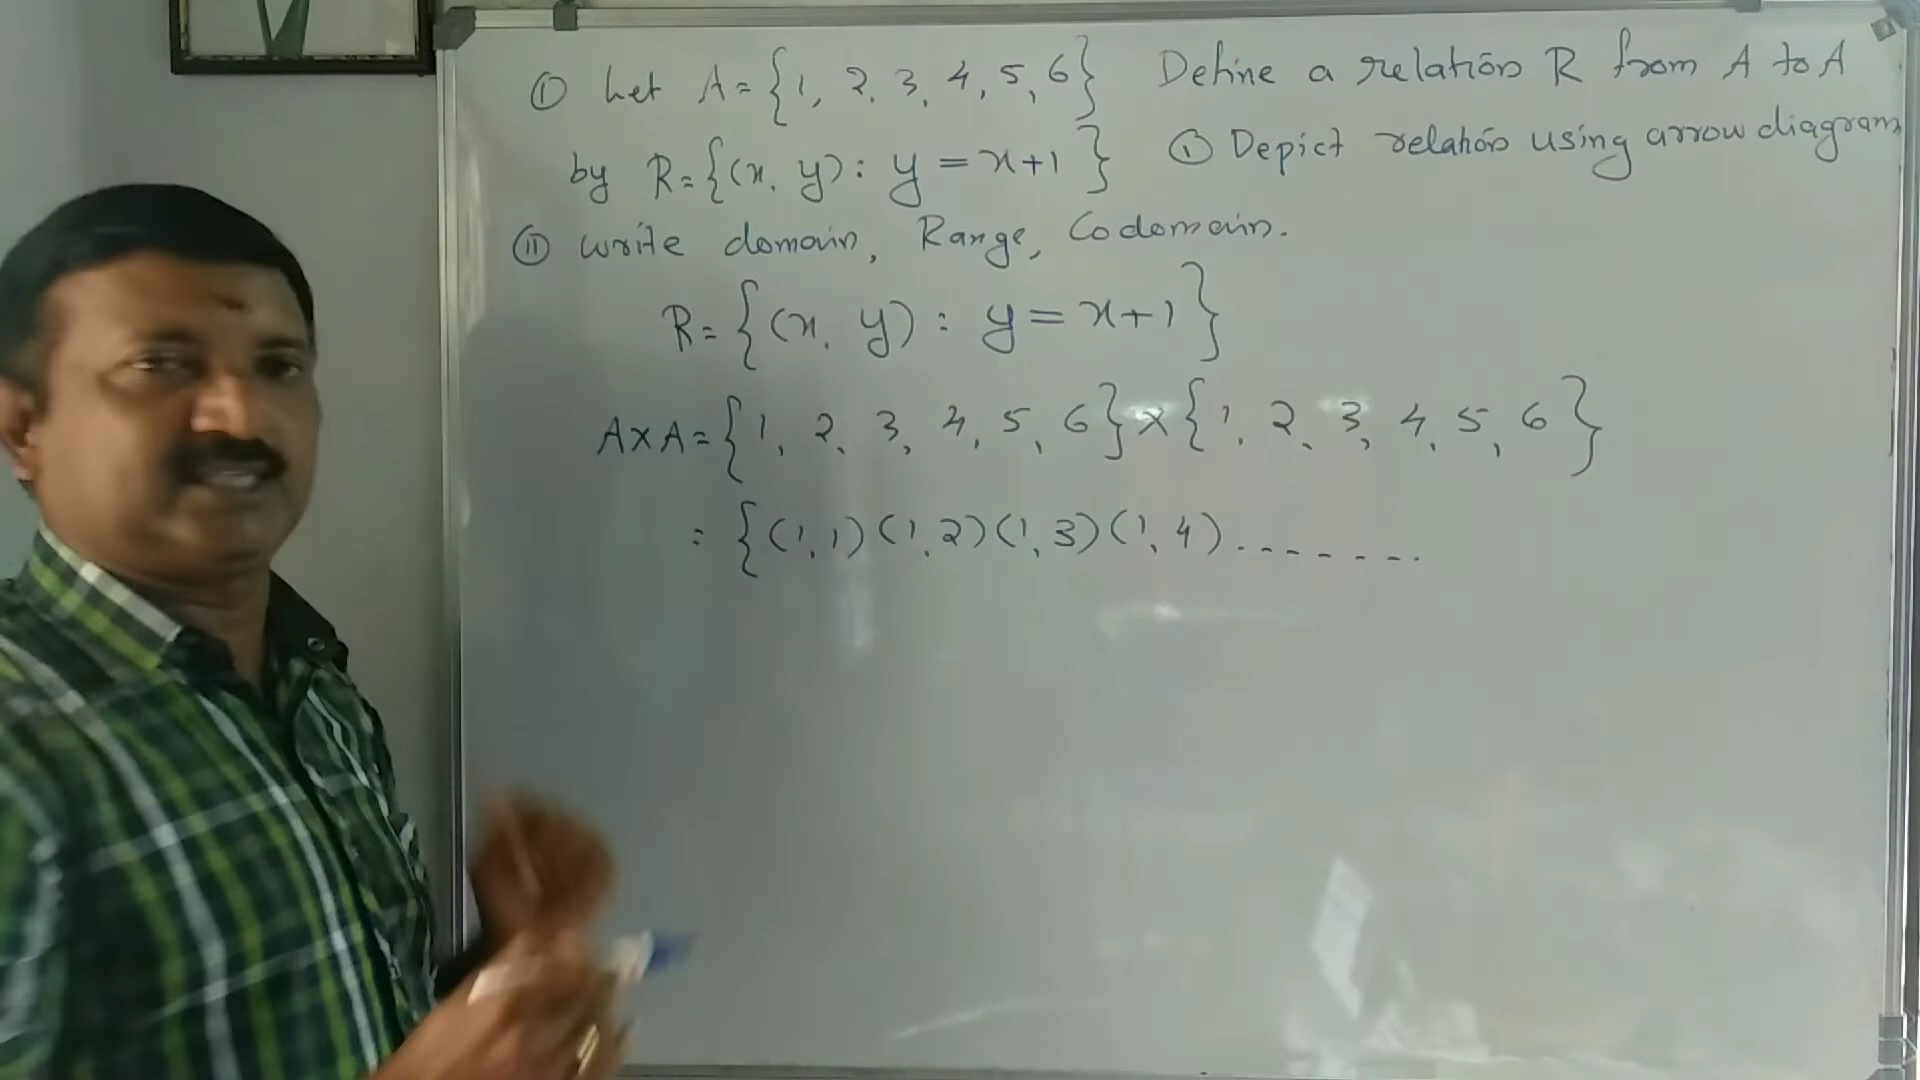 ① Let A = {1, 2, 3, 4, 5, 6} Define a relation R from A to A
by R = {(x, y) : y = x+1} ① Depict relation using arrow diagram
② write domain, Range, Codomain.
R = {(x, y) : y = x+1}
A×A = {1, 2, 3, 4, 5, 6} × {1, 2, 3, 4, 5, 6}
= {(1,1) (1,2) (1,3) (1,4) .......